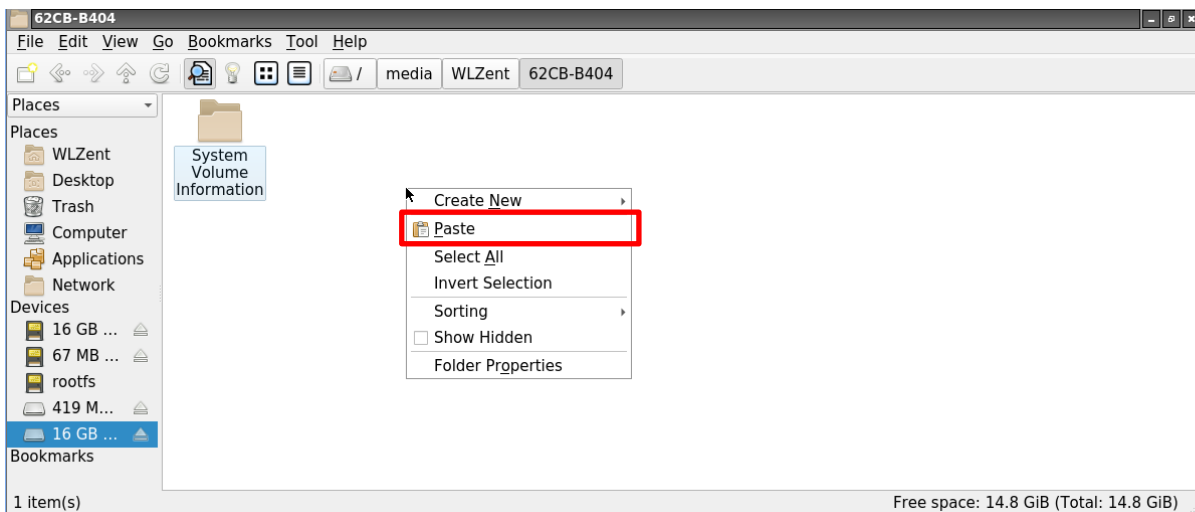 62CB-B404
File Edit View Go Bookmarks Tool Help
/ media WLZent 62CB-B404
Places
Places
WLZent
Desktop
Trash
Computer
Applications
Network
Devices
16 GB ...
67 MB ...
rootfs
419 M...
16 GB ...
Bookmarks
System
Volume
Information
Create New
Paste
Select All
Invert Selection
Sorting
Show Hidden
Folder Properties
1 item(s) Free space: 14.8 GiB (Total: 14.8 GiB)